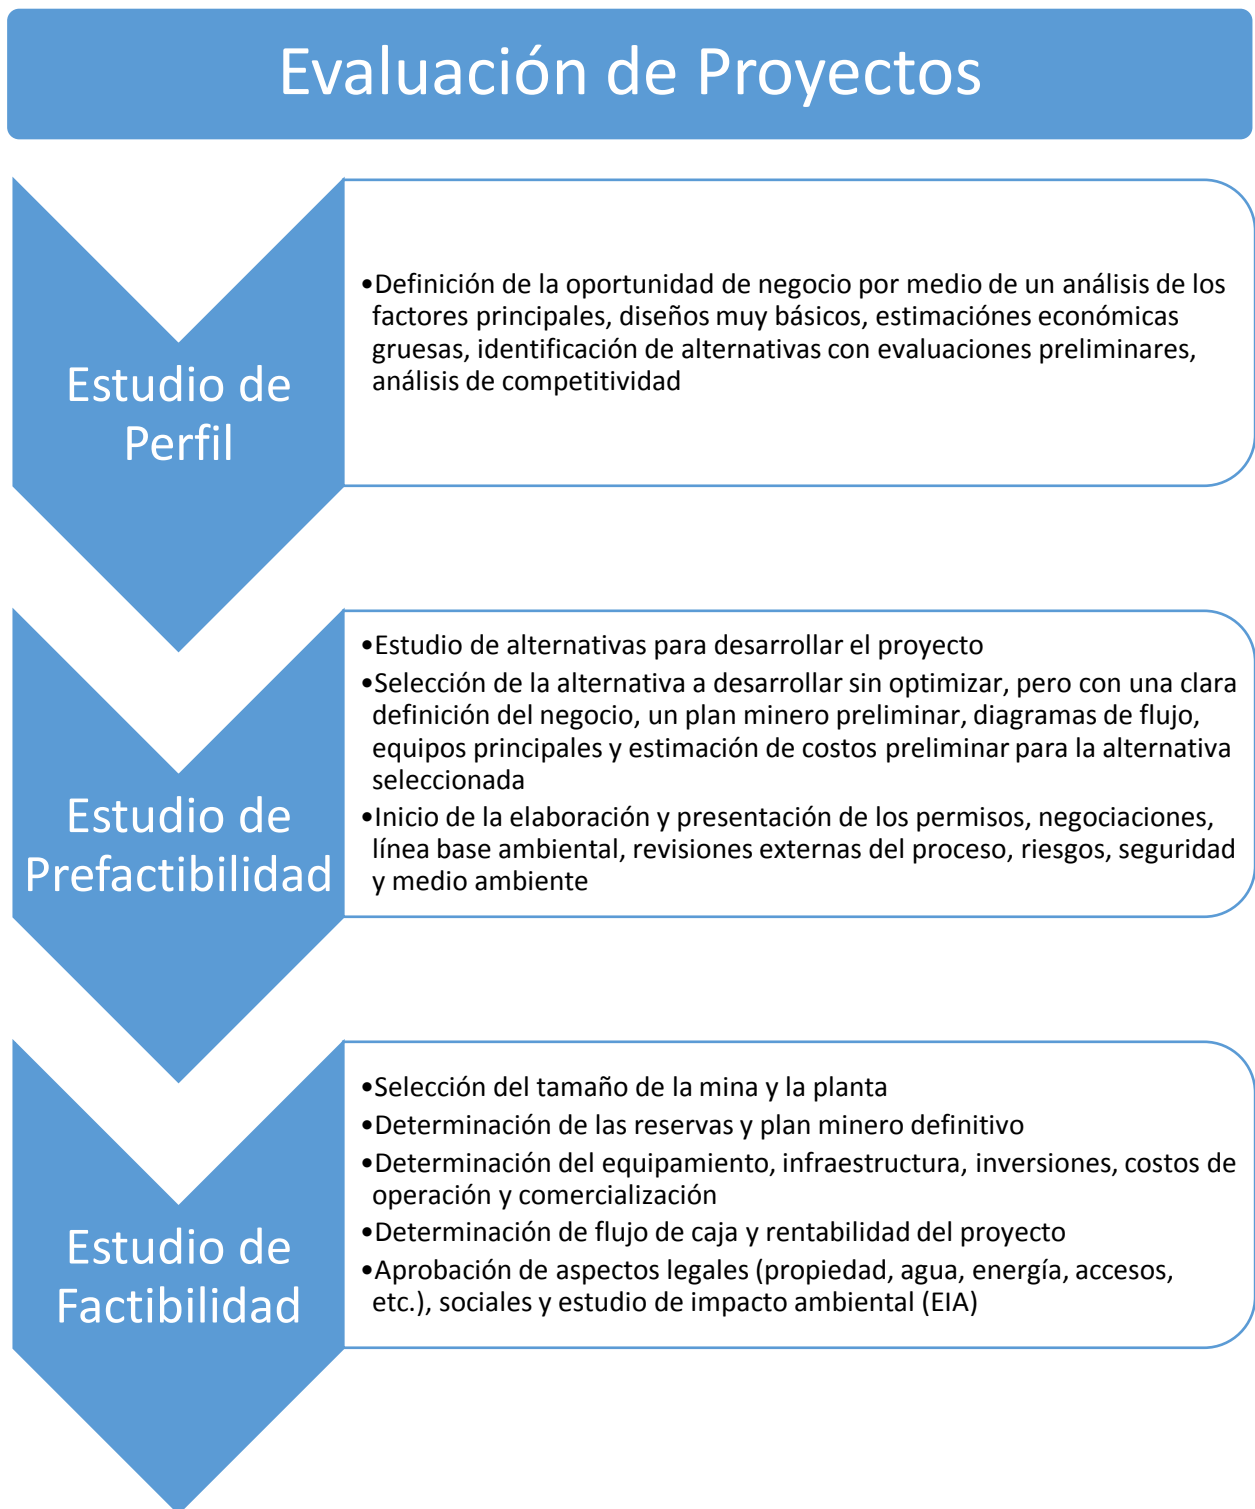 Evaluación de Proyectos
Estudio de
Perfil
•Definición de la oportunidad de negocio por medio de un análisis de los
factores principales, diseños muy básicos, estimaciónes económicas
gruesas, identificación de alternativas con evaluaciones preliminares,
análisis de competitividad
Estudio de
Prefactibilidad
•Estudio de alternativas para desarrollar el proyecto
•Selección de la alternativa a desarrollar sin optimizar, pero con una clara
definición del negocio, un plan minero preliminar, diagramas de flujo,
equipos principales y estimación de costos preliminar para la alternativa
seleccionada
•Inicio de la elaboración y presentación de los permisos, negociaciones,
línea base ambiental, revisiones externas del proceso, riesgos, seguridad
y medio ambiente
Estudio de
Factibilidad
•Selección del tamaño de la mina y la planta
•Determinación de las reservas y plan minero definitivo
•Determinación del equipamiento, infraestructura, inversiones, costos de
operación y comercialización
•Determinación de flujo de caja y rentabilidad del proyecto
•Aprobación de aspectos legales (propiedad, agua, energía, accesos,
etc.), sociales y estudio de impacto ambiental (EIA)